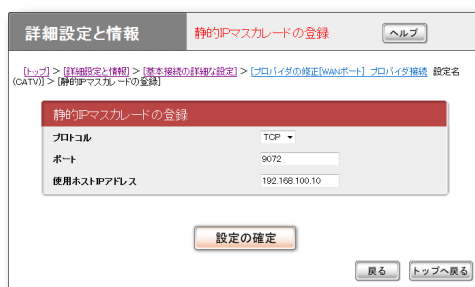 詳細設定と情報
静的IPマスカレードの登録
ヘルプ
[トップ] > [詳細設定と情報] > [基本接続の詳細な設定] > [プロバイダの修正[WANポート] プロバイダ接続 設定名
(CATV)] > [静的IPマスカレードの登録]
静的IPマスカレードの登録
プロトコル TCP
ポート 9072
使用ホストIPアドレス 192.168.100.10
設定の確定
戻る トップへ戻る